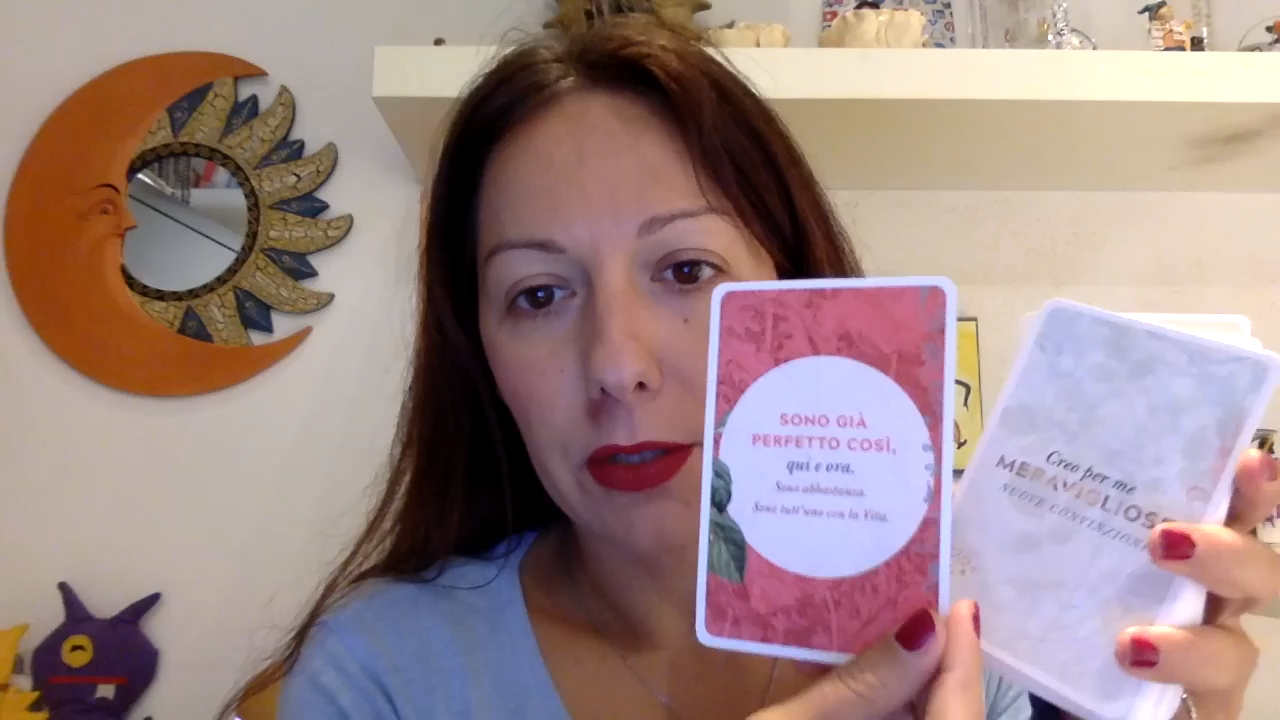 SONO GIÀ
PERFETTO COSÌ,
qui e ora.
Sono abbastanza.
Sono tutt'uno con la Vita.
Creo per me
MERAVIGLIOSE
NUOVE CONVINZIONI